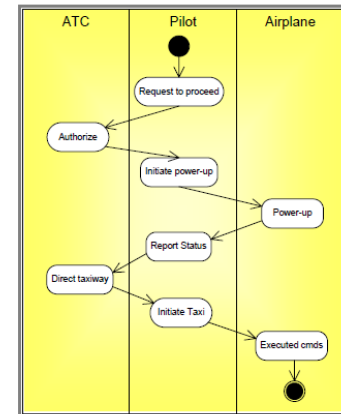 ATC Pilot Airplane
Request to proceed
Authorize
Initiate power-up
Power-up
Report Status
Direct taxiway
Initiate Taxi
Executed cmds